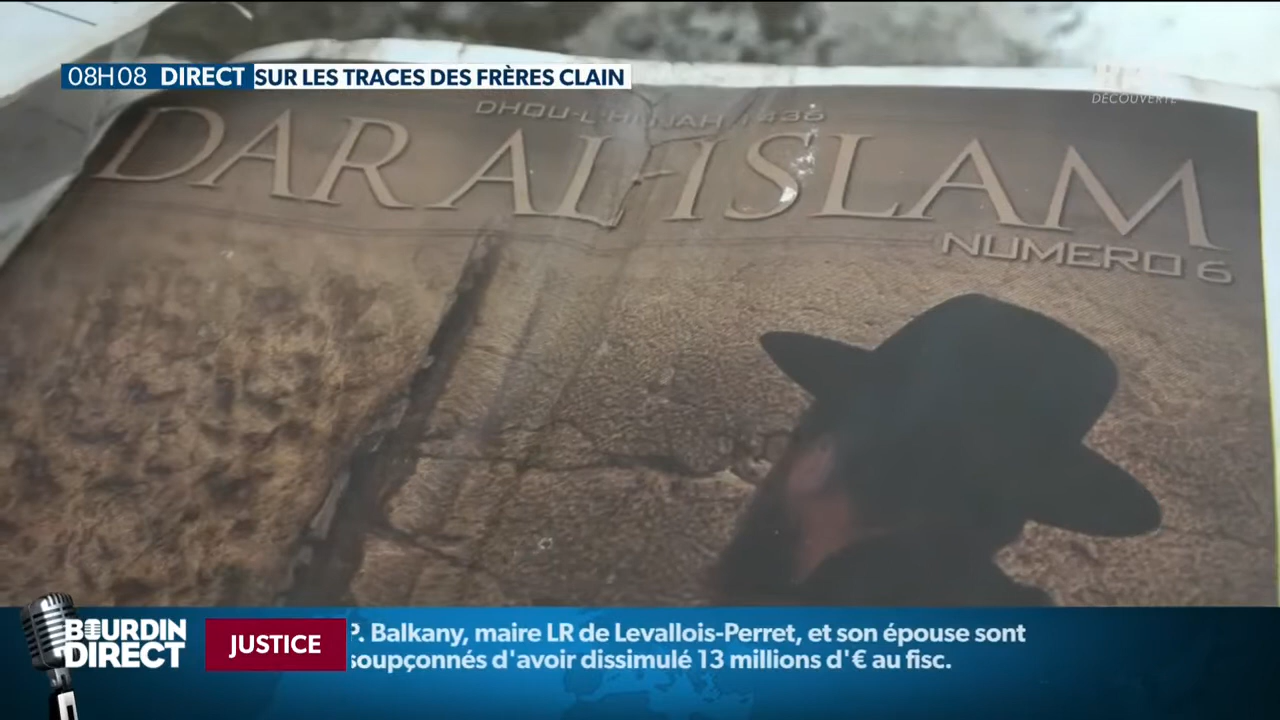 08H08 DIRECT SUR LES TRACES DES FRÈRES CLAIN
DÉCOUVERTE
DHOU-L-HIJJAH 1436
DAR AL-ISLAM
NUMERO 6
BOURDIN
DIRECT
JUSTICE
P. Balkany, maire LR de Levallois-Perret, et son épouse sont
soupçonnés d'avoir dissimulé 13 millions d'€ au fisc.